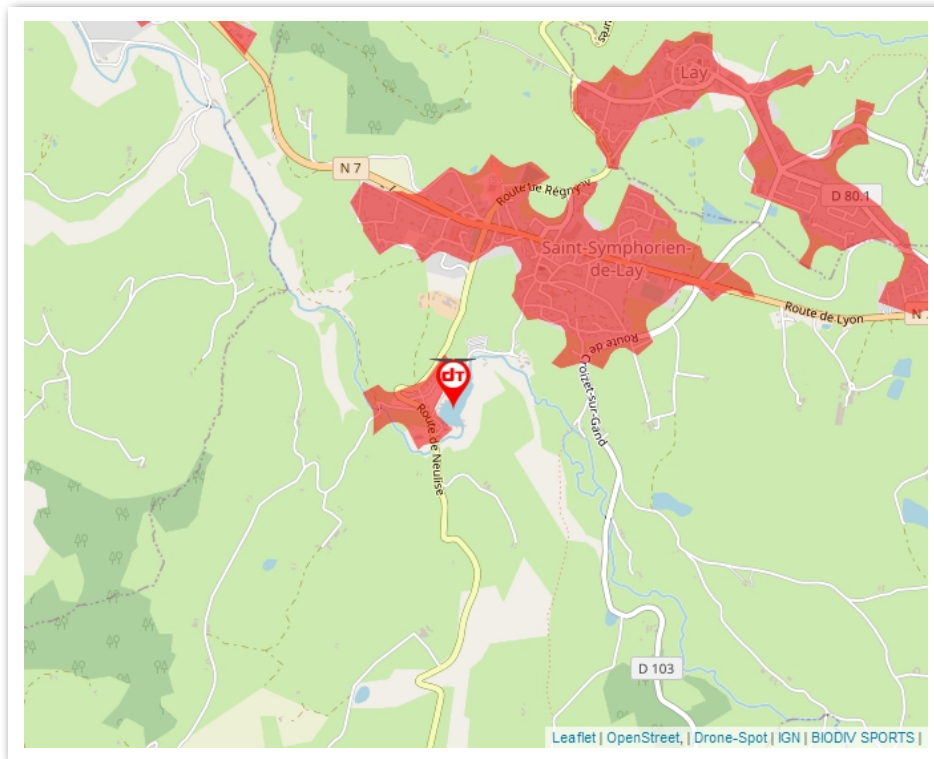 Lay
N 7
Route de Régny
D 80.1
Saint-Symphorien-
de-Lay
Route de Lyon
N
Route de
Croizet-sur-Gand
dT
Route de Neulise
D 103
Leaflet | OpenStreet, | Drone-Spot | IGN | BIODIV SPORTS |